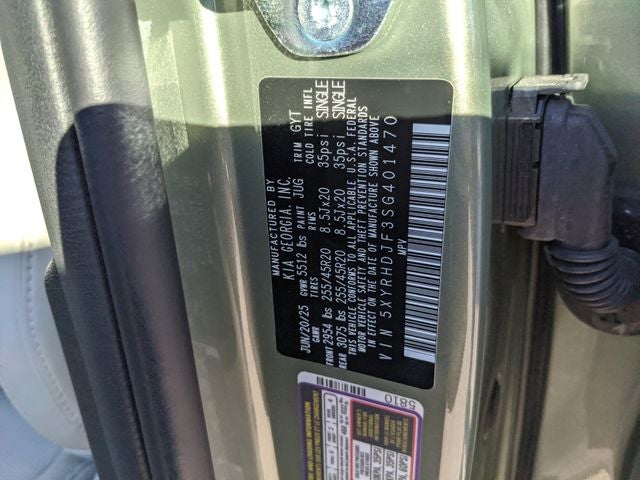 MANUFACTURED BY
KIA GEORGIA, INC.
JUN/20/25 GVWR 5512 lbs PAINT JUG TRIM GYT
GAWR TIRES RIMS COLD TIRE INFL
FRONT 2954 lbs 255/45R20 8.5Jx20 35psi SINGLE
REAR 3075 lbs 255/45R20 8.5Jx20 35psi SINGLE
THIS VEHICLE CONFORMS TO ALL APPLICABLE U.S.A. FEDERAL
MOTOR VEHICLE SAFETY AND THEFT PREVENTION STANDARDS
IN EFFECT ON THE DATE OF MANUFACTURE SHOWN ABOVE
VIN 5XYRHDJF3SG401470
MPV
5810